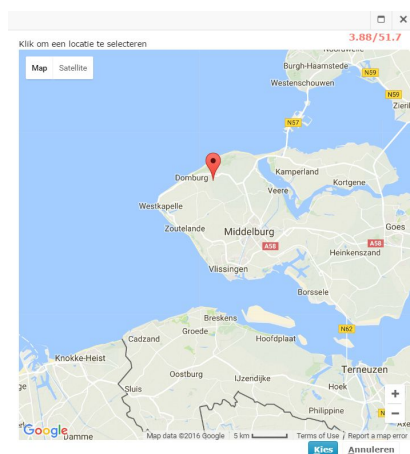 3.88/51.7
Klik om een locatie te selecteren
Burgh-Haamstede
N59
Westenschouwen
Map Satellite
N59
N57
Kamperland
Domburg
Kortgene
Veere
Westkapelle
Zoutelande
Middelburg
Goes
A58
A58
Heinkenszand
Vlissingen
Borssele
Breskens
N62
Groede
Hoofdplaat
Cadzand
Knokke-Heist
Terneuzen
Oostburg
IJzendijke
Hoek
Sluis
+
Philippine
−
Google
Damme
Map data ©2016 Google 5 km Terms of Use Report a map error
Kies Annuleren